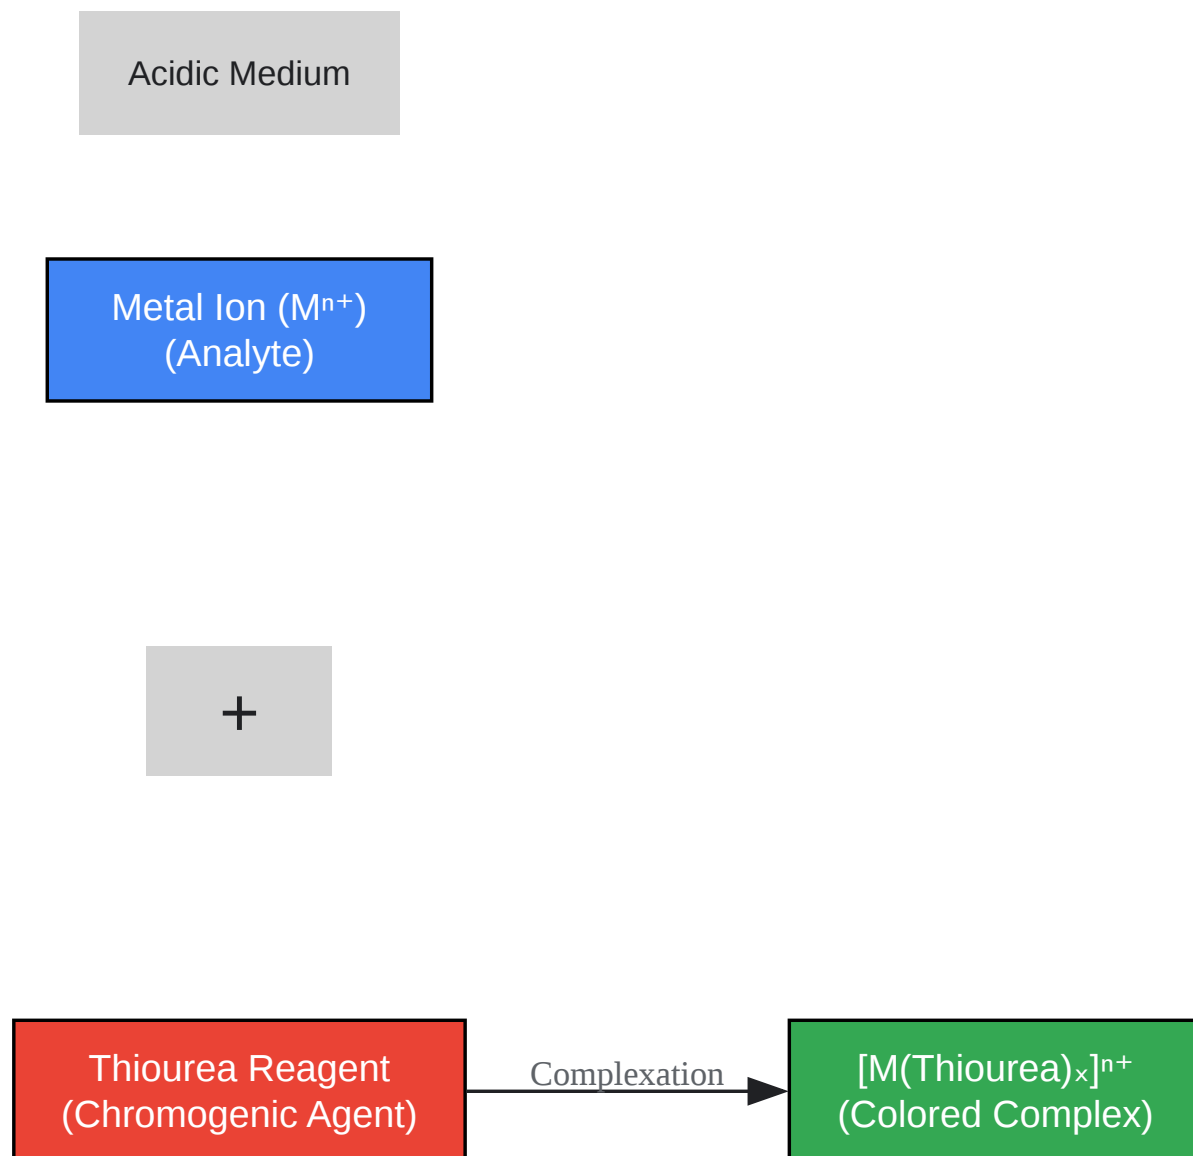 Acidic Medium
Metal Ion (Mⁿ⁺)
(Analyte)
+
Thiourea Reagent
(Chromogenic Agent)
Complexation
[M(Thiourea)ₓ]ⁿ⁺
(Colored Complex)